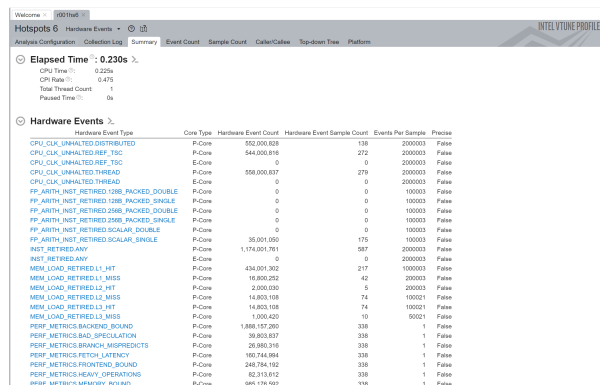 Welcome × r001hs6 ×
Hotspots 6 Hardware Events
INTEL VTUNE PROFILE
Analysis Configuration Collection Log Summary Event Count Sample Count Caller/Callee Top-down Tree Platform
Elapsed Time: 0.230s
CPU Time: 0.225s
CPI Rate: 0.475
Total Thread Count: 1
Paused Time: 0s
Hardware Events
Hardware Event Type Core Type Hardware Event Count Hardware Event Sample Count Events Per Sample Precise
CPU_CLK_UNHALTED.DISTRIBUTED P-Core 552,000,828 138 2000003 False
CPU_CLK_UNHALTED.REF_TSC P-Core 544,000,816 272 2000003 False
CPU_CLK_UNHALTED.REF_TSC E-Core 0 0 2000003 False
CPU_CLK_UNHALTED.THREAD P-Core 558,000,837 279 2000003 False
CPU_CLK_UNHALTED.THREAD E-Core 0 0 2000003 False
FP_ARITH_INST_RETIRED.128B_PACKED_DOUBLE P-Core 0 0 100003 False
FP_ARITH_INST_RETIRED.128B_PACKED_SINGLE P-Core 0 0 100003 False
FP_ARITH_INST_RETIRED.256B_PACKED_DOUBLE P-Core 0 0 100003 False
FP_ARITH_INST_RETIRED.256B_PACKED_SINGLE P-Core 0 0 100003 False
FP_ARITH_INST_RETIRED.SCALAR_DOUBLE P-Core 0 0 100003 False
FP_ARITH_INST_RETIRED.SCALAR_SINGLE P-Core 35,001,050 175 100003 False
INST_RETIRED.ANY P-Core 1,174,001,761 587 2000003 False
INST_RETIRED.ANY E-Core 0 0 2000003 False
MEM_LOAD_RETIRED.L1_HIT P-Core 434,001,302 217 1000003 False
MEM_LOAD_RETIRED.L1_MISS P-Core 16,800,252 42 200003 False
MEM_LOAD_RETIRED.L2_HIT P-Core 2,000,030 5 200003 False
MEM_LOAD_RETIRED.L2_MISS P-Core 14,803,108 74 100021 False
MEM_LOAD_RETIRED.L3_HIT P-Core 14,803,108 74 100021 False
MEM_LOAD_RETIRED.L3_MISS P-Core 1,000,420 10 50021 False
PERF_METRICS.BACKEND_BOUND P-Core 1,888,157,260 338 1 False
PERF_METRICS.BAD_SPECULATION P-Core 39,803,837 338 1 False
PERF_METRICS.BRANCH_MISPREDICTS P-Core 26,980,316 338 1 False
PERF_METRICS.FETCH_LATENCY P-Core 160,744,994 338 1 False
PERF_METRICS.FRONTEND_BOUND P-Core 248,784,192 338 1 False
PERF_METRICS.HEAVY_OPERATIONS P-Core 82,313,612 338 1 False
PERF_METRICS.MEMORY_BOUND P-Core 985,176,592 338 1 False